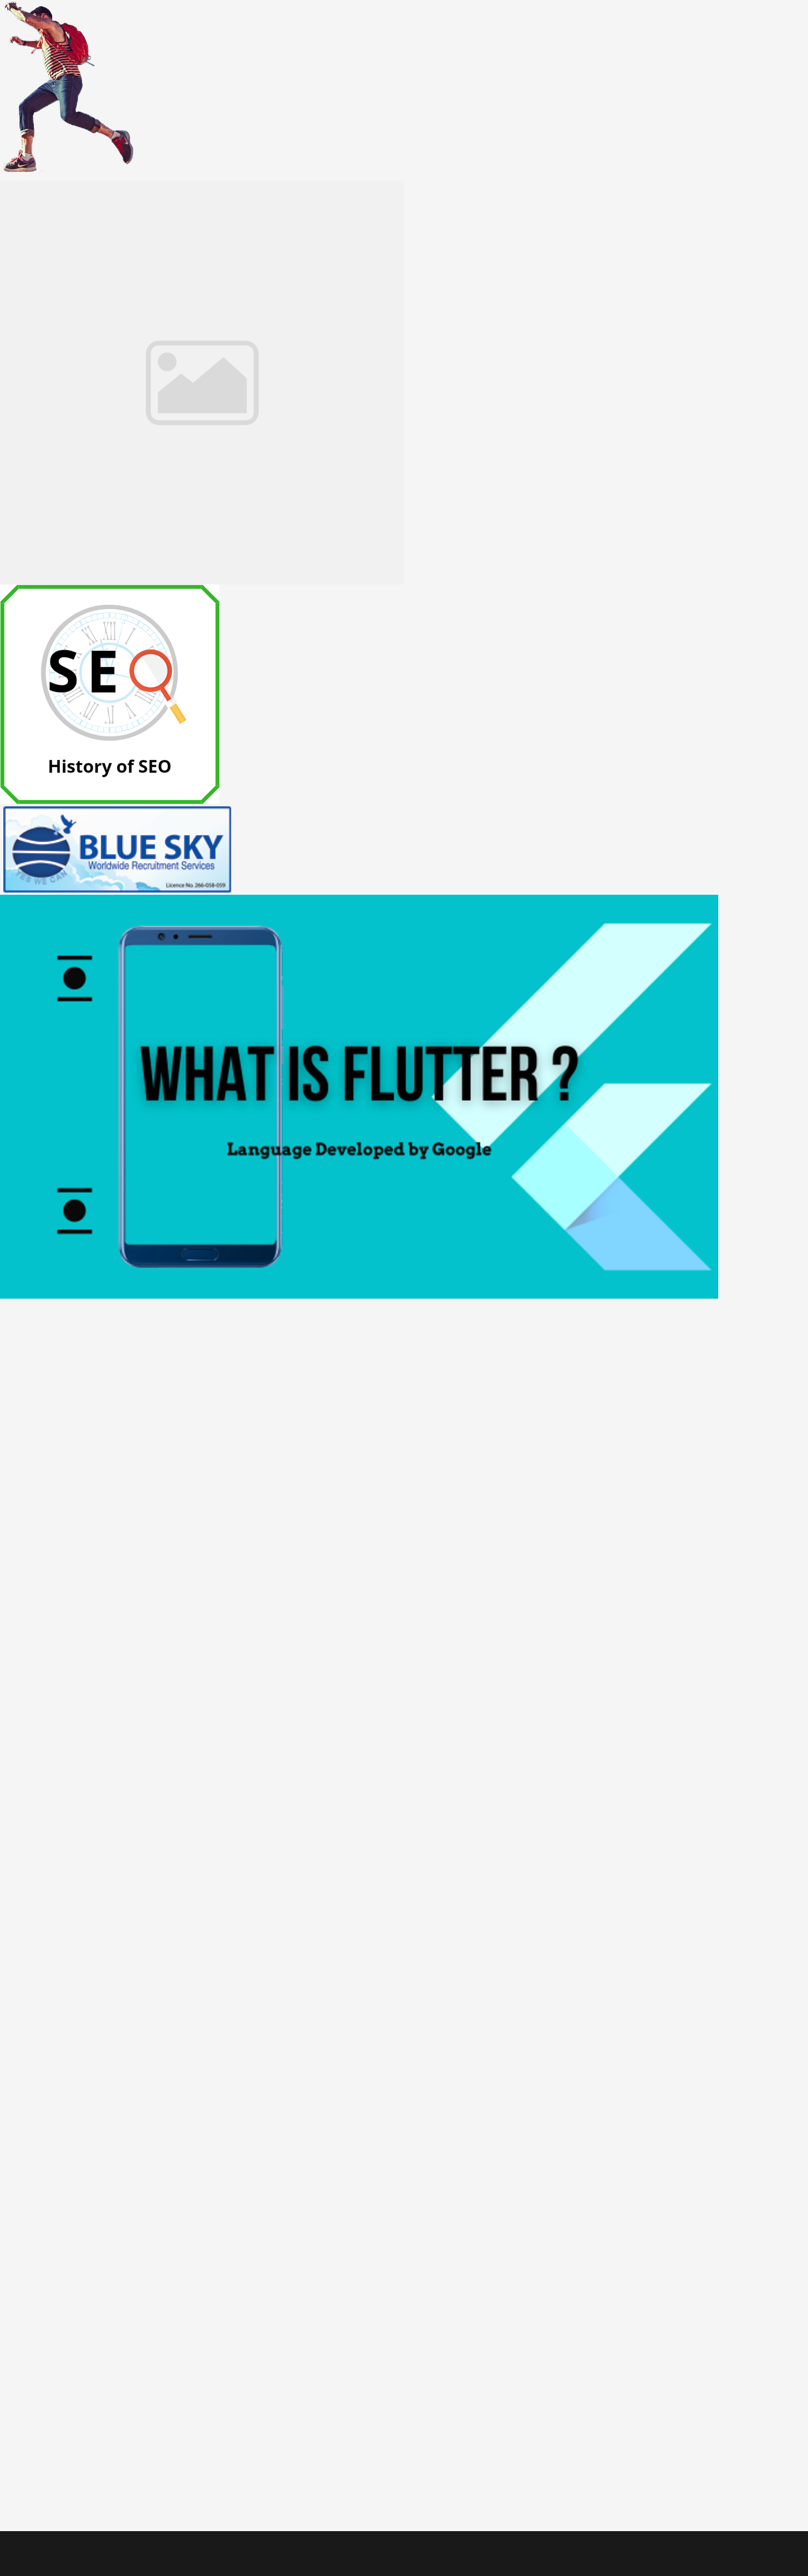 SEO
History of SEO
BLUE SKY
Worldwide Recruitment Services
YES WE CAN
Licence No. 266-058-059
WHAT IS FLUTTER ?
Language Developed by Google